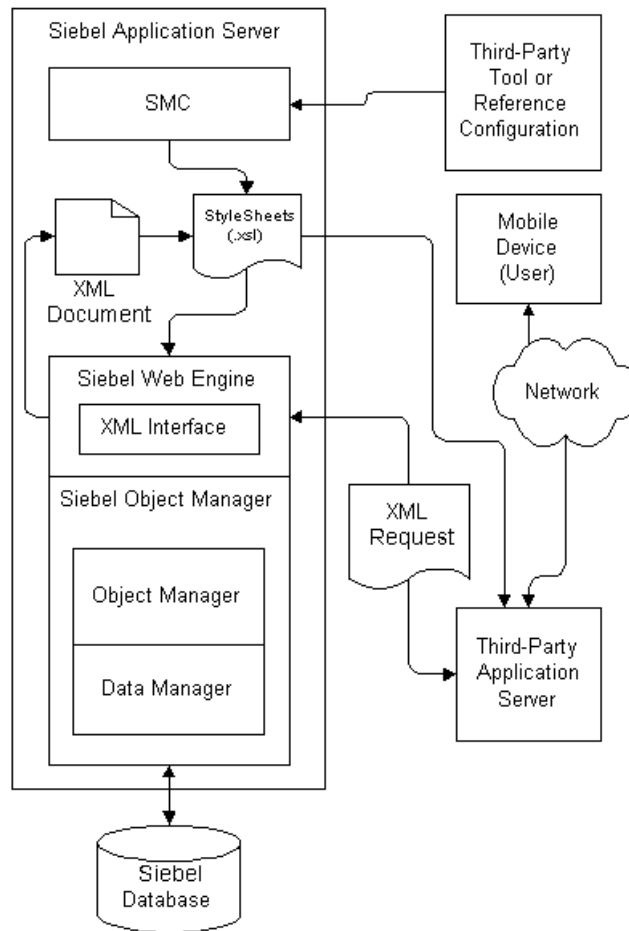 Siebel Application Server
SMC
Third-Party
Tool or
Reference
Configuration
StyleSheets
(.xsl)
XML
Document
Mobile
Device
(User)
Network
Siebel Web Engine
XML Interface
Siebel Object Manager
Object Manager
Data Manager
XML
Request
Third-Party
Application
Server
Siebel
Database